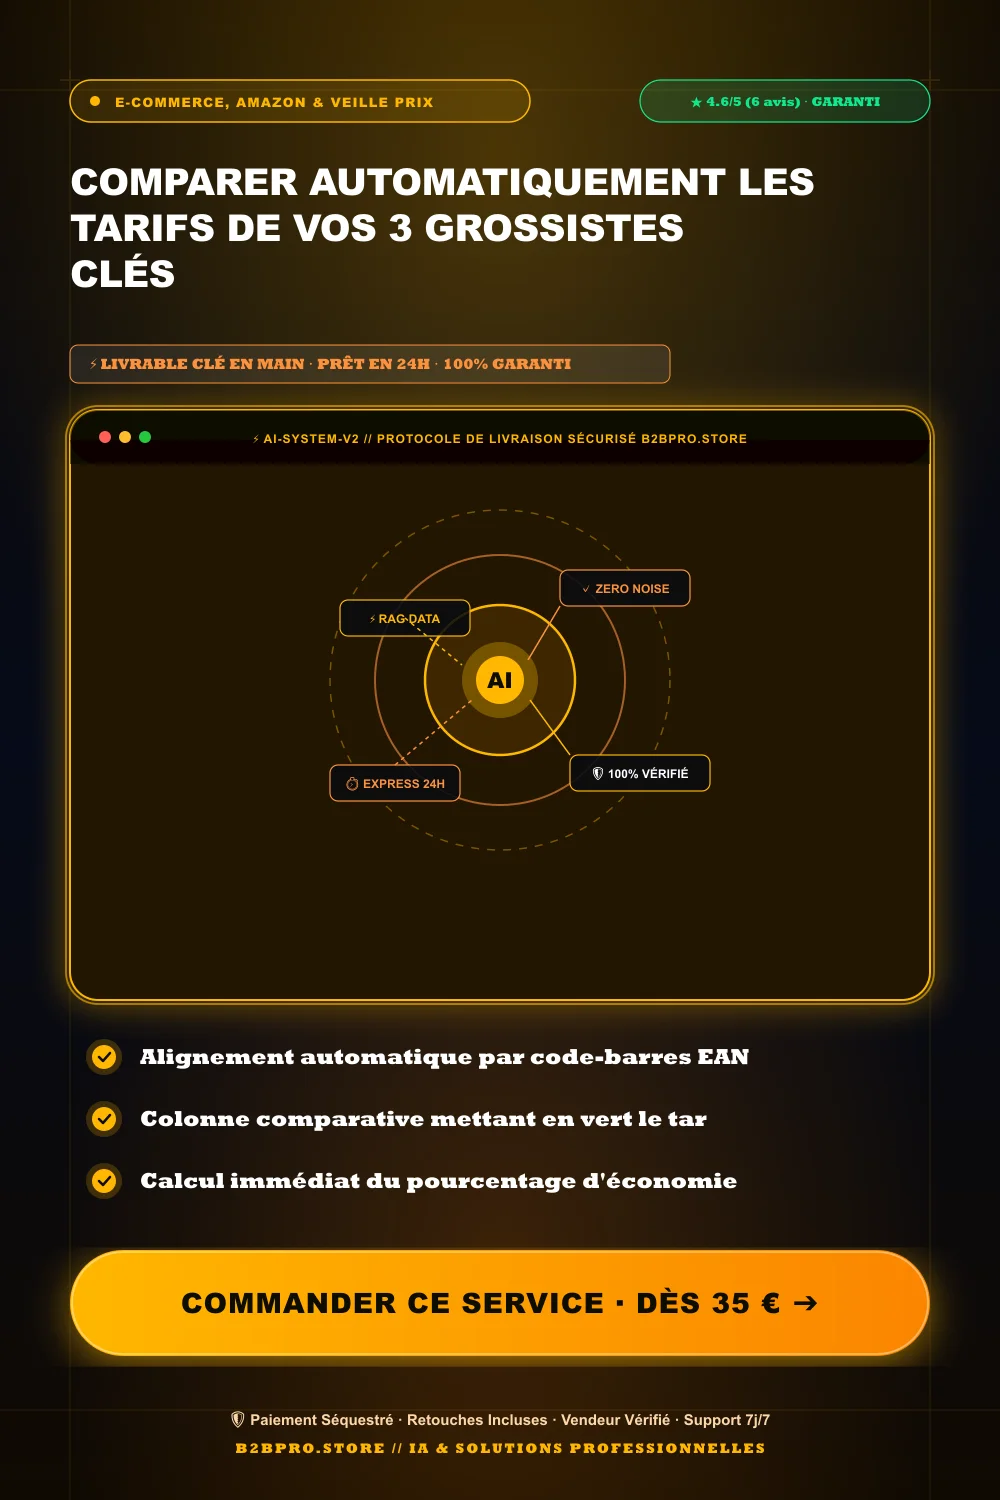 E-COMMERCE, AMAZON & VEILLE PRIX
★ 4.6/5 (6 avis) · GARANTI
COMPARER AUTOMATIQUEMENT LES
TARIFS DE VOS 3 GROSSISTES
CLÉS
⚡ LIVRABLE CLÉ EN MAIN · PRÊT EN 24H · 100% GARANTI
⚡ AI-SYSTEM-V2 // PROTOCOLE DE LIVRAISON SÉCURISÉ B2BPRO.STORE
✓ ZERO NOISE
⚡ RAG DATA
AI
⏱ EXPRESS 24H
🛡 100% VÉRIFIÉ
Alignement automatique par code-barres EAN
Colonne comparative mettant en vert le tar
Calcul immédiat du pourcentage d'économie
COMMANDER CE SERVICE · DÈS 35 € ➔
🛡 Paiement Séquestré · Retouches Incluses · Vendeur Vérifié · Support 7j/7
B2BPRO.STORE // IA & SOLUTIONS PROFESSIONNELLES